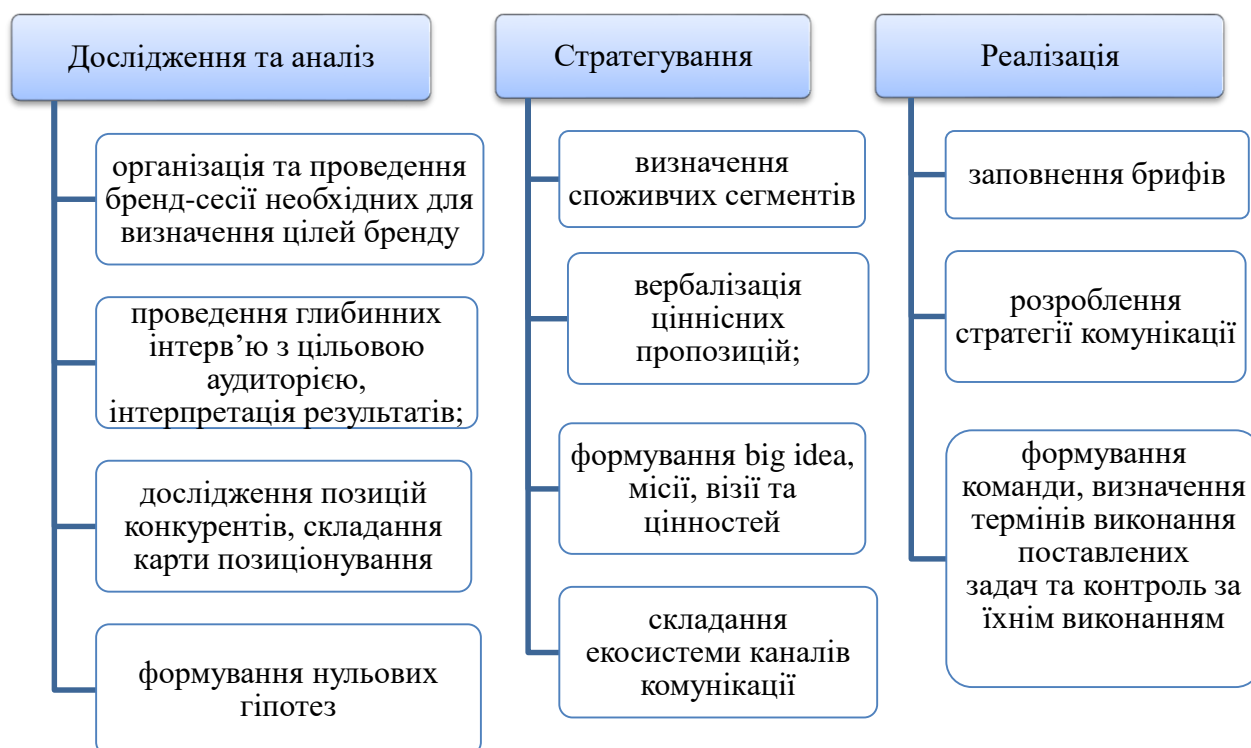 Дослідження та аналіз
організація та проведення
бренд-сесії необхідних для
визначення цілей бренду
проведення глибинних
інтерв’ю з цільовою
аудиторією,
інтерпретація результатів;
дослідження позицій
конкурентів, складання
карти позиціонування
формування нульових
гіпотез
Стратегування
визначення
споживчих сегментів
вербалізація
ціннісних
пропозицій;
формування big idea,
місії, візії та
цінностей
складання
екосистеми каналів
комунікації
Реалізація
заповнення брифів
розроблення
стратегії комунікації
формування
команди, визначення
термінів виконання
поставлених
задач та контроль за
їхнім виконанням